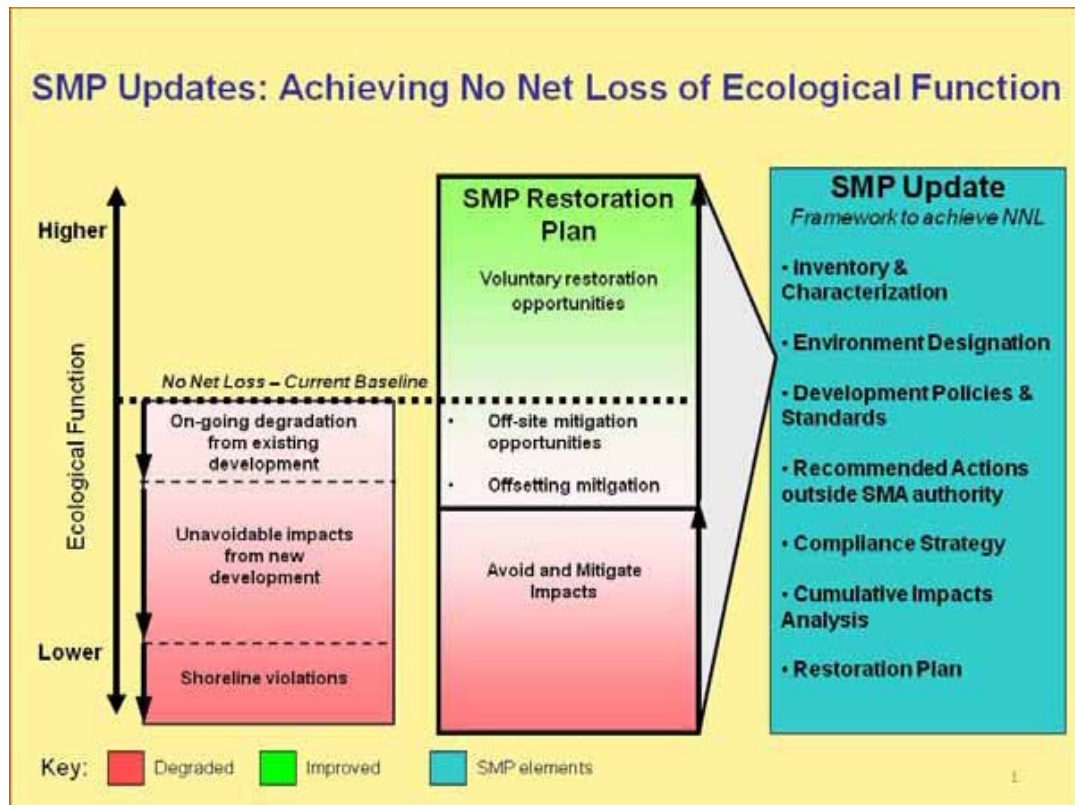 SMP Updates: Achieving No Net Loss of Ecological Function
Higher
Ecological Function
Lower
No Net Loss – Current Baseline
On-going degradation
from existing
development
Unavoidable impacts
from new
development
Shoreline violations
SMP Restoration
Plan
Voluntary restoration
opportunities
• Off-site mitigation
opportunities
• Offsetting mitigation
Avoid and Mitigate
Impacts
SMP Update
Framework to achieve NNL
• Inventory &
Characterization
• Environment Designation
• Development Policies &
Standards
• Recommended Actions
outside SMA authority
• Compliance Strategy
• Cumulative Impacts
Analysis
• Restoration Plan
Key:
Degraded
Improved
SMP elements
1